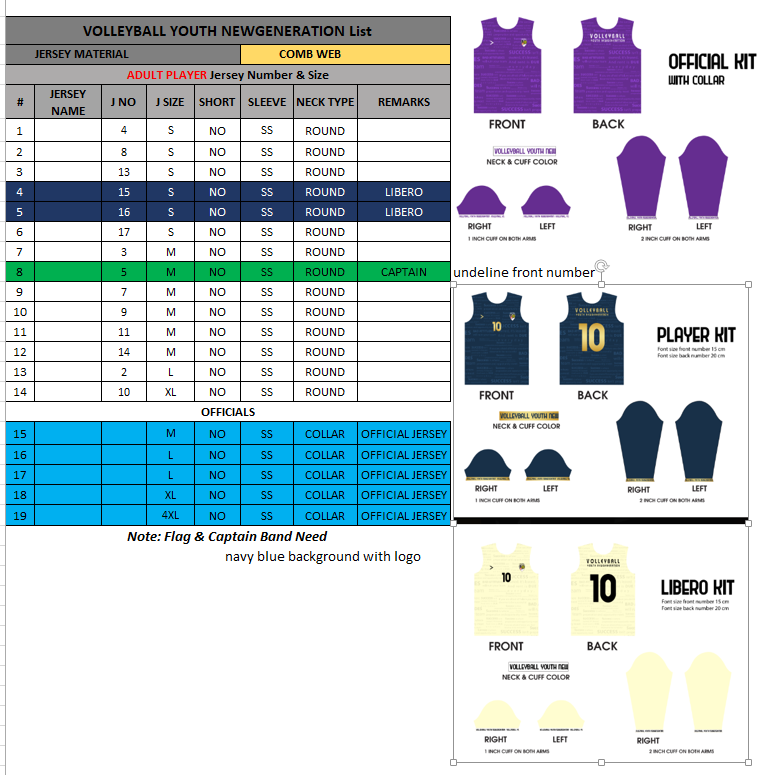 VOLLEYBALL YOUTH NEWGENERATION List
JERSEY MATERIAL COMB WEB
ADULT PLAYER Jersey Number & Size
# JERSEY NAME J NO J SIZE SHORT SLEEVE NECK TYPE REMARKS
1 4 S NO SS ROUND
2 8 S NO SS ROUND
3 13 S NO SS ROUND
4 15 S NO SS ROUND LIBERO
5 16 S NO SS ROUND LIBERO
6 17 S NO SS ROUND
7 3 M NO SS ROUND
8 5 M NO SS ROUND CAPTAIN
9 7 M NO SS ROUND
10 9 M NO SS ROUND
11 11 M NO SS ROUND
12 14 M NO SS ROUND
13 2 L NO SS ROUND
14 10 XL NO SS ROUND
OFFICIALS
15 M NO SS COLLAR OFFICIAL JERSEY
16 L NO SS COLLAR OFFICIAL JERSEY
17 L NO SS COLLAR OFFICIAL JERSEY
18 XL NO SS COLLAR OFFICIAL JERSEY
19 4XL NO SS COLLAR OFFICIAL JERSEY
Note: Flag & Captain Band Need
navy blue background with logo
VOLLEYBALL
YOUTH NEWGENERATION
OFFICIAL KIT
WITH COLLAR
FRONT BACK
VOLLEYBALL YOUTH NEW
NECK & CUFF COLOR
RIGHT LEFT
1 INCH CUFF ON BOTH ARMS
RIGHT LEFT
2 INCH CUFF ON BOTH ARMS
undeline front number
VOLLEYBALL
YOUTH NEWGENERATION
10 10
PLAYER KIT
Font size front number 15 cm
Font size back number 20 cm
FRONT BACK
VOLLEYBALL YOUTH NEW
NECK & CUFF COLOR
RIGHT LEFT
1 INCH CUFF ON BOTH ARMS
RIGHT LEFT
2 INCH CUFF ON BOTH ARMS
VOLLEYBALL
YOUTH NEWGENERATION
10 10
LIBERO KIT
Font size front number 15 cm
Font size back number 20 cm
FRONT BACK
VOLLEYBALL YOUTH NEW
NECK & CUFF COLOR
RIGHT LEFT
1 INCH CUFF ON BOTH ARMS
RIGHT LEFT
2 INCH CUFF ON BOTH ARMS